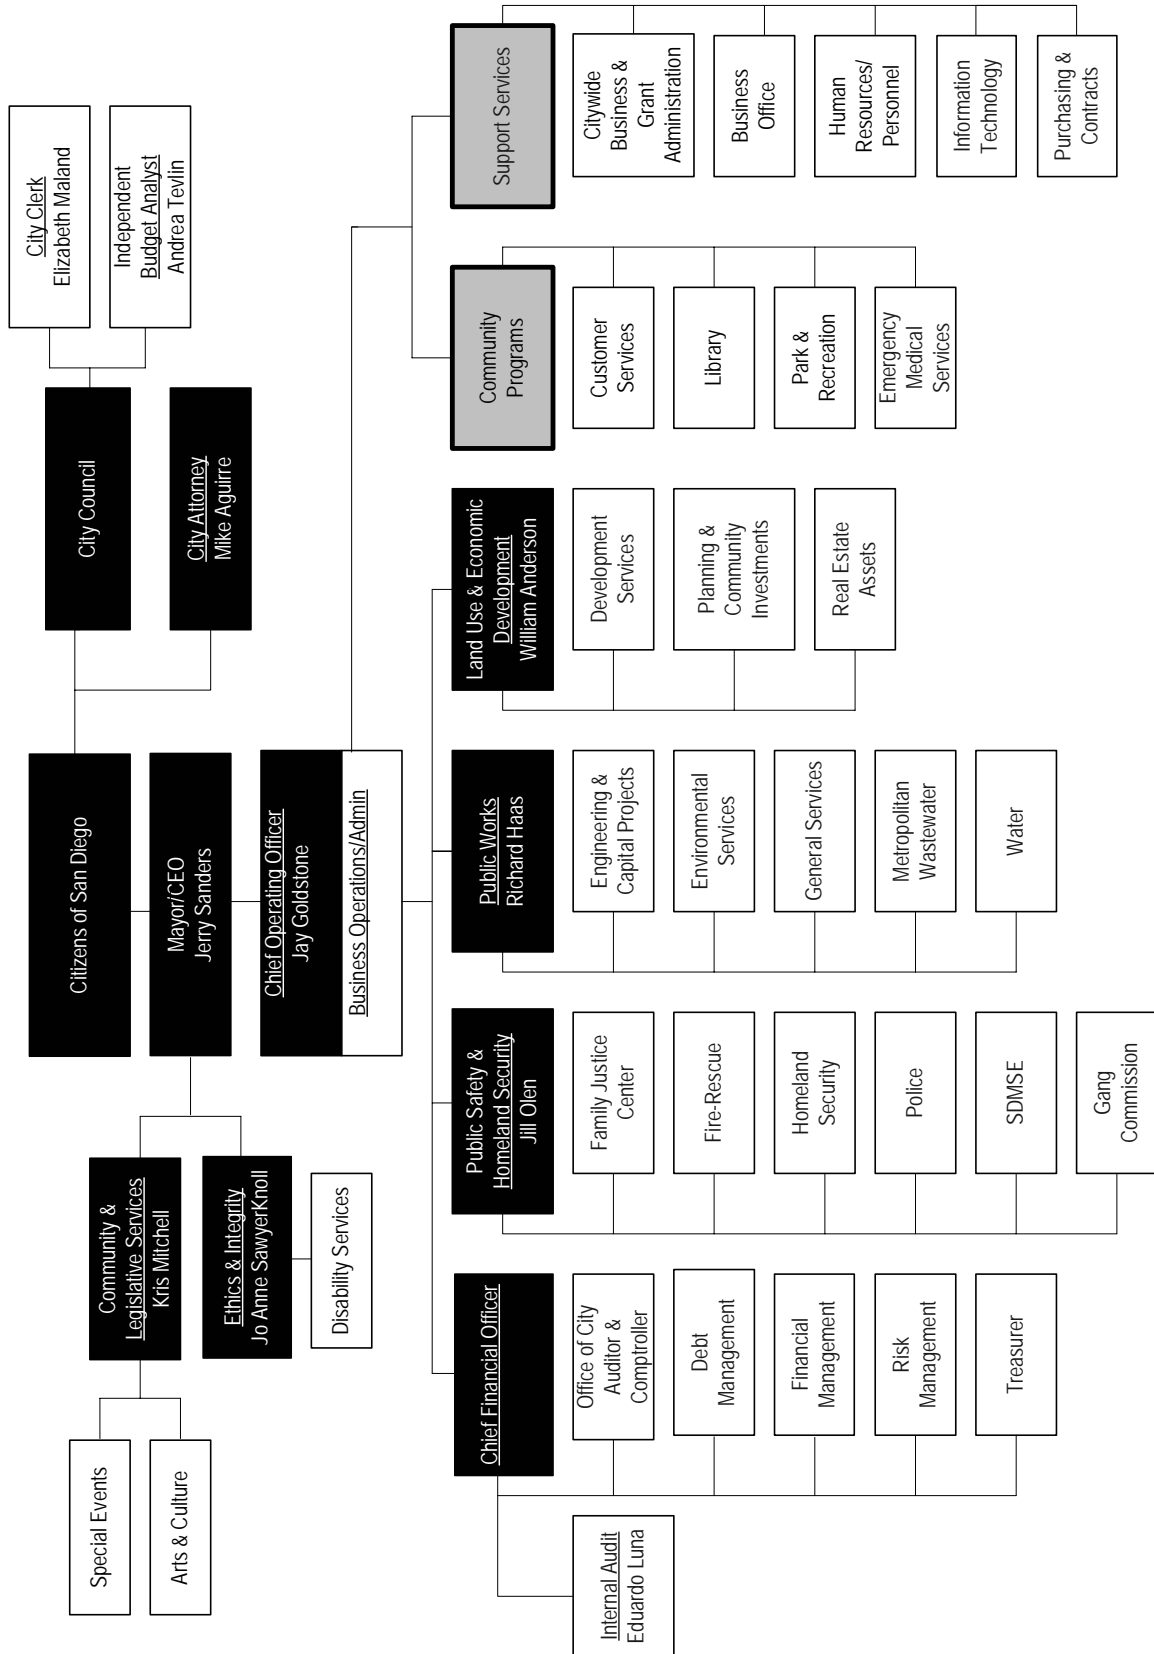 Citizens of San Diego
City Council
City Clerk
Elizabeth Maland
Independent
Budget Analyst
Andrea Tevlin
City Attorney
Mike Aguirre
Mayor/CEO
Jerry Sanders
Special Events
Arts & Culture
Community &
Legislative Services
Kris Mitchell
Ethics & Integrity
Jo Anne SawyerKnoll
Disability Services
Chief Operating Officer
Jay Goldstone
Business Operations/Admin
Internal Audit
Eduardo Luna
Chief Financial Officer
Office of City
Auditor &
Comptroller
Debt
Management
Financial
Management
Risk
Management
Treasurer
Public Safety &
Homeland Security
Jill Olen
Family Justice
Center
Fire-Rescue
Homeland
Security
Police
SDMSE
Gang
Commission
Public Works
Richard Haas
Engineering &
Capital Projects
Environmental
Services
General Services
Metropolitan
Wastewater
Water
Land Use & Economic
Development
William Anderson
Development
Services
Planning &
Community
Investments
Real Estate
Assets
Community
Programs
Customer
Services
Library
Park &
Recreation
Emergency
Medical
Services
Support Services
Citywide
Business &
Grant
Administration
Business
Office
Human
Resources/
Personnel
Information
Technology
Purchasing &
Contracts